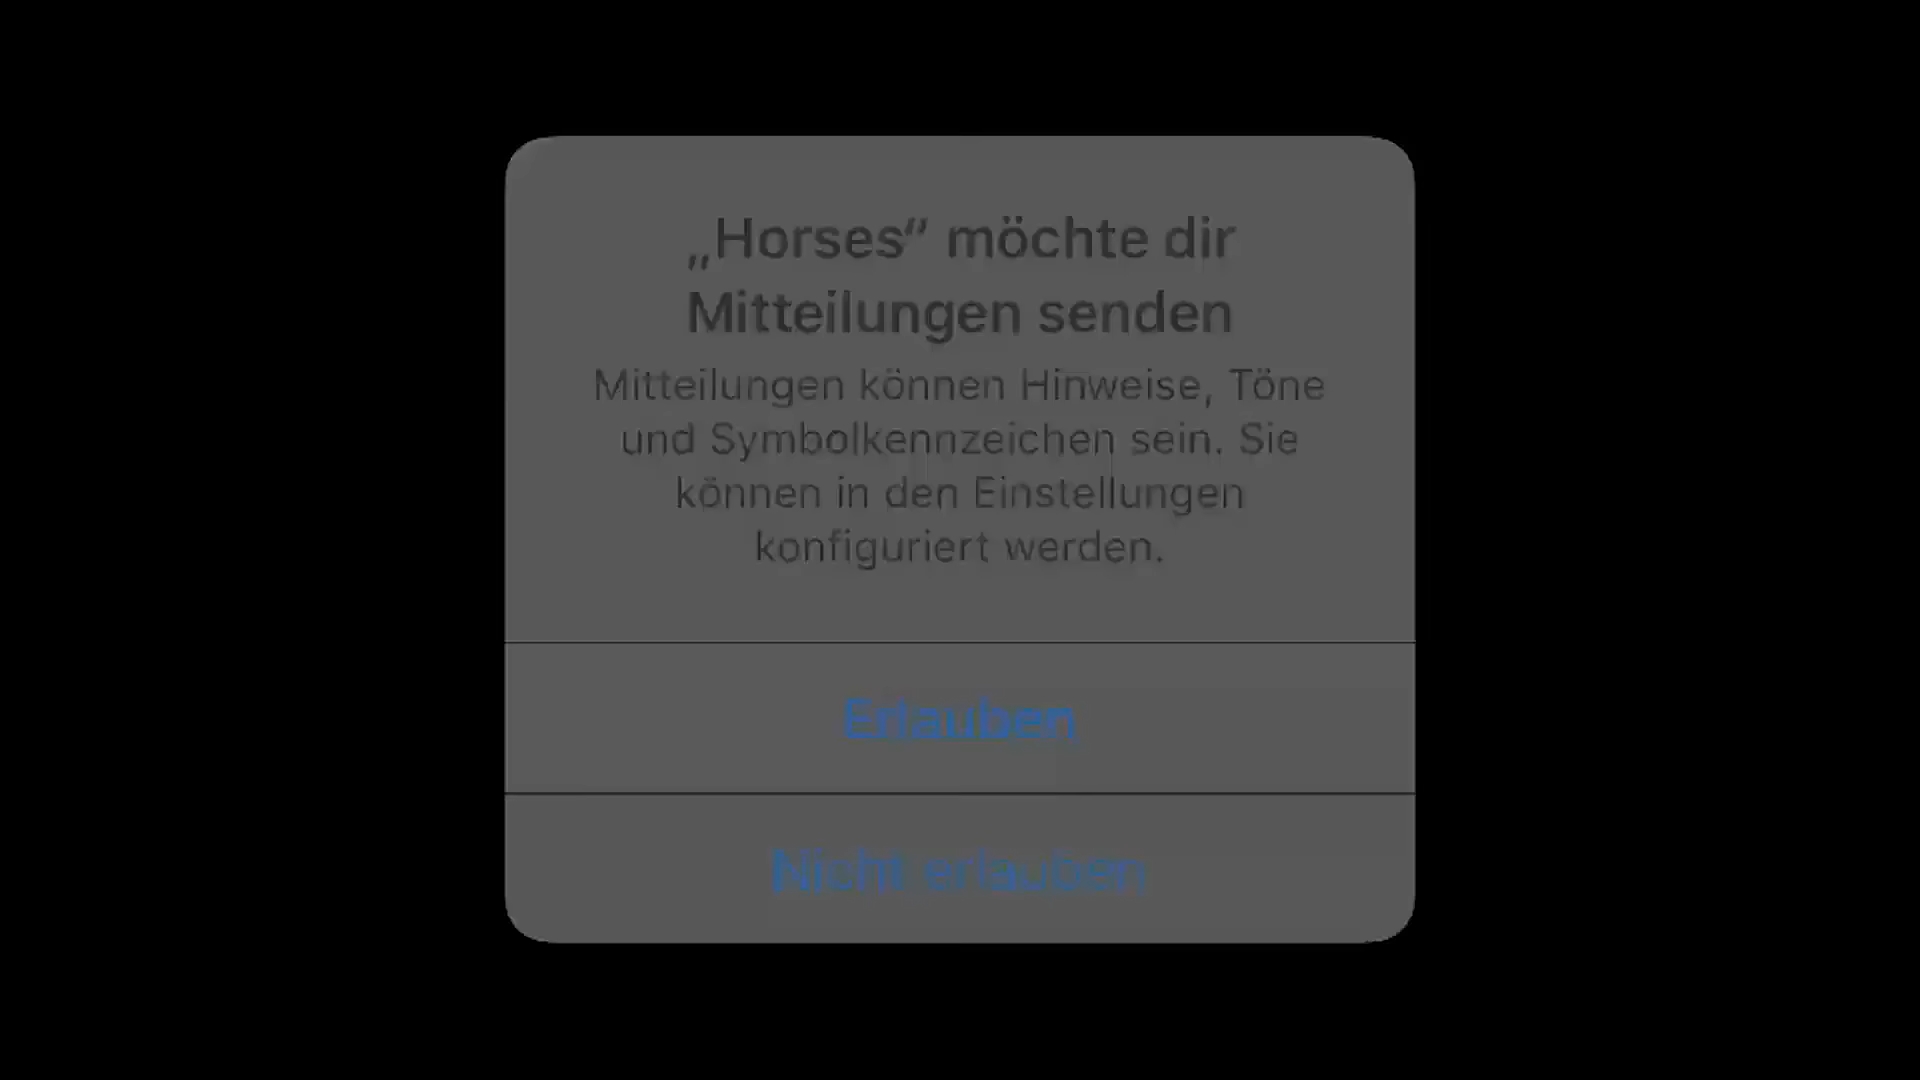 „Horses“ möchte dir
Mitteilungen senden
Mitteilungen können Hinweise, Töne
und Symbolkennzeichen sein. Sie
können in den Einstellungen
konfiguriert werden.
Erlauben
Nicht erlauben